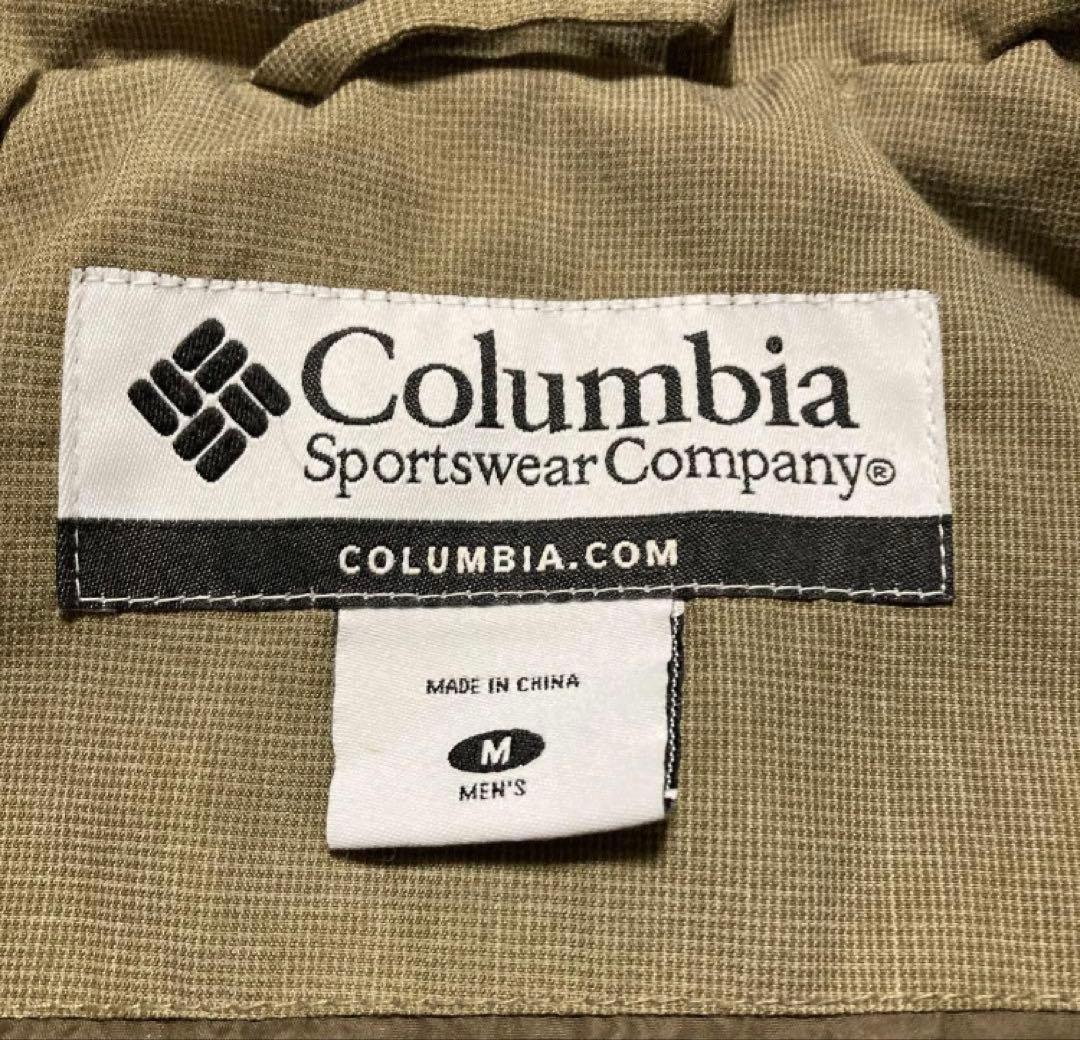 Columbia
Sportswear Company®
COLUMBIA.COM
MADE IN CHINA
M
MEN'S